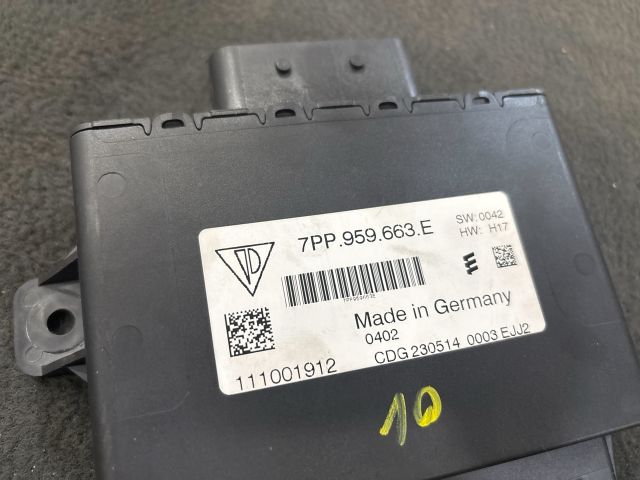 7PP.959.663.E
SW:0042
HW: H17
Made in Germany
0402
CDG 230514 0003 EJJ2
111001912
10